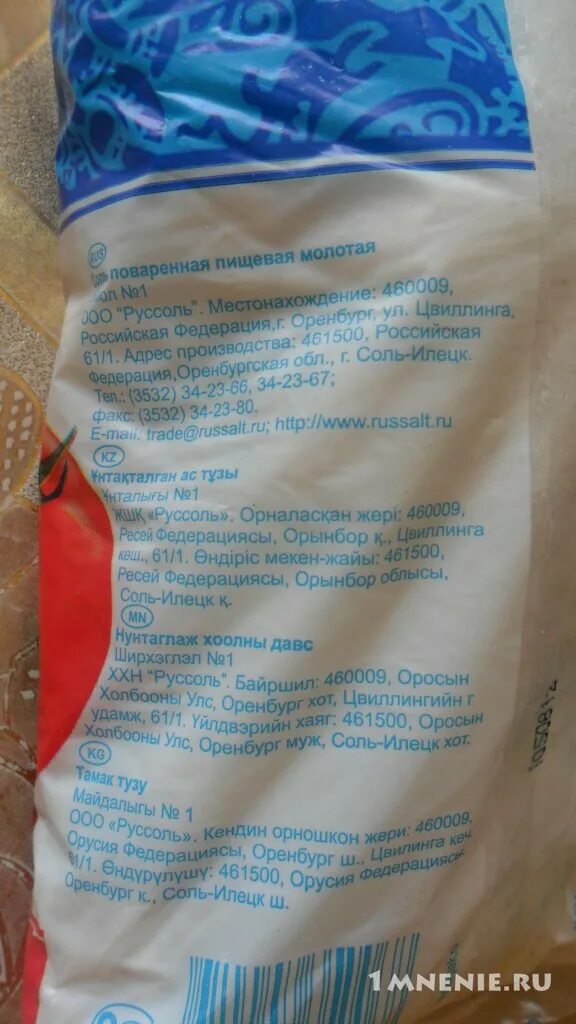 RUS
Соль поваренная пищевая молотая
помол №1
ООО "Руссоль". Местонахождение: 460009,
Российская Федерация,г. Оренбург, ул. Цвиллинга,
61/1. Адрес производства: 461500, Российская
Федерация,Оренбургская обл., г. Соль-Илецк.
Тел.: (3532) 34-23-66, 34-23-67;
факс: (3532) 34-23-80.
E-mail: trade@russalt.ru; http://www.russalt.ru
KZ
Ұнтақталған ас тұзы
Ұнталығы №1
ЖШҚ «Руссоль». Орналасқан жері: 460009,
Ресей Федерациясы, Орынбор қ., Цвиллинга
көш., 61/1. Өндіріс мекен-жайы: 461500,
Ресей Федерациясы, Орынбор облысы,
Соль-Илецк қ.
MN
Нунтаглаж хоолны давс
Ширхэглэл №1
ХХН "Руссоль". Байршил: 460009, Оросын
Холбооны Улс, Оренбург хот, Цвиллингийн г
удамж, 61/1. Үйлдвэрийн хаяг: 461500, Оросын
Холбооны Улс, Оренбург муж, Соль-Илецк хот.
KG
Тамак тузу
Майдалыгы № 1
ООО «Руссоль». Кендин орношкон жери: 460009,
Орусия Федерациясы, Оренбург ш., Цвилинга көч.
61/1. Өндүрүлүшү: 461500, Орусия Федерациясы,
Оренбург к., Соль-Илецк ш.
1MNENIE.RU